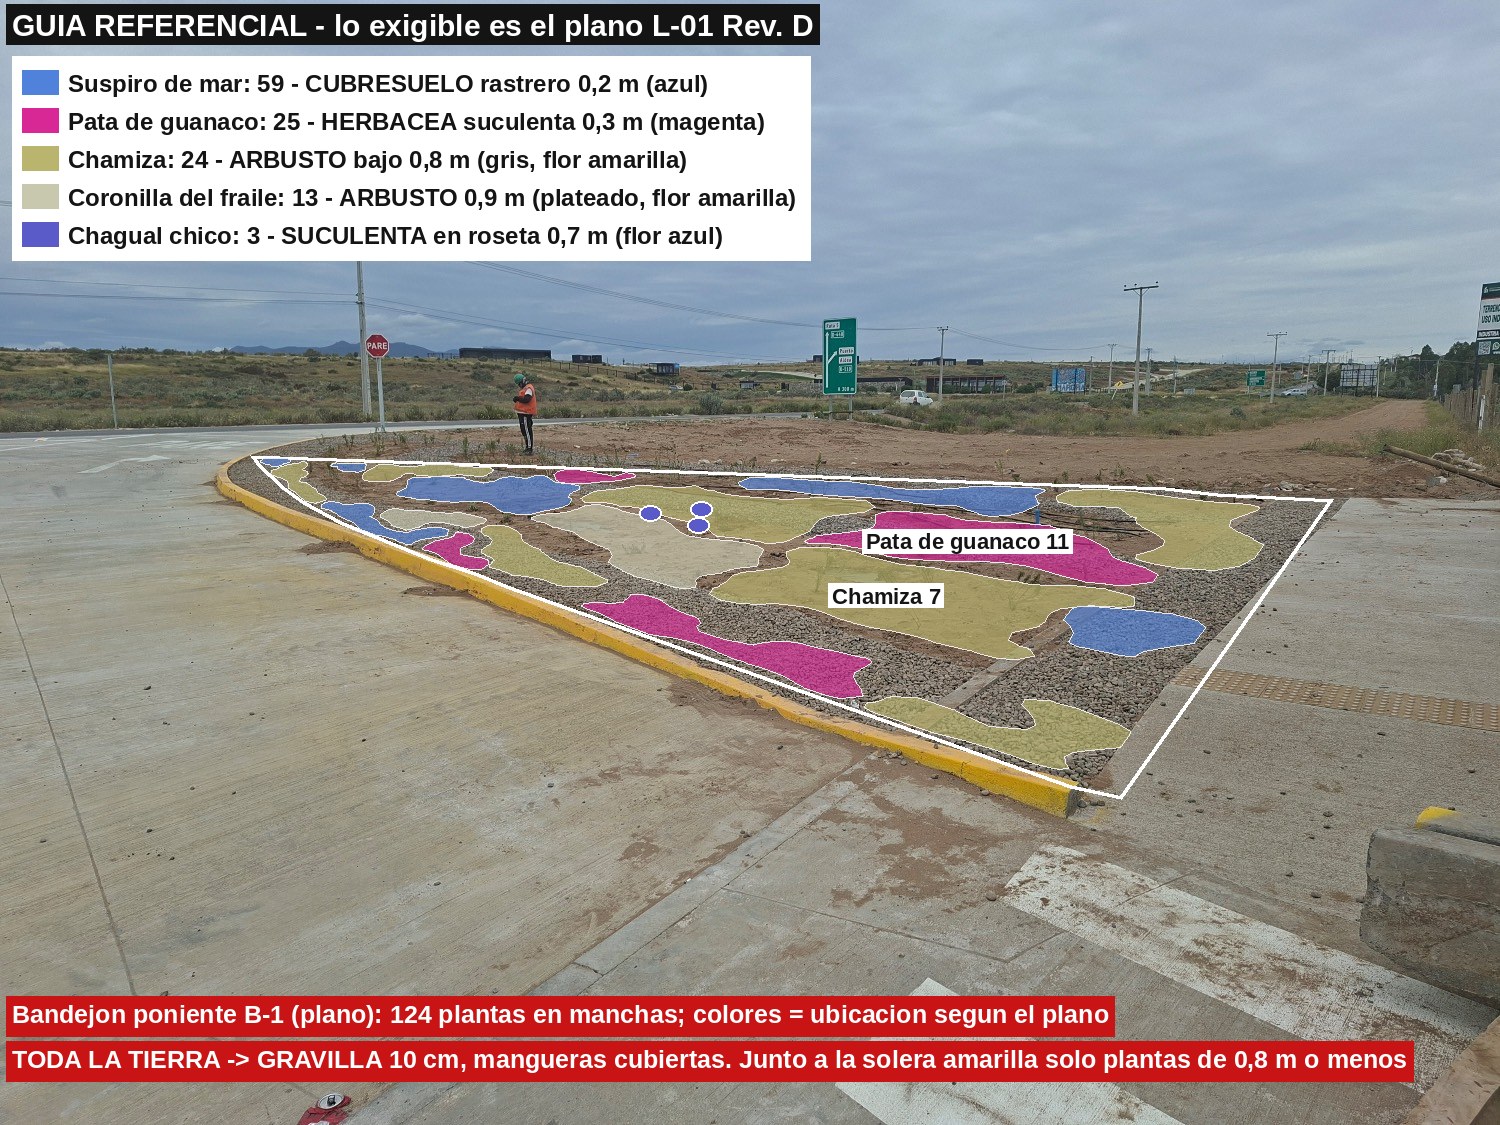 GUIA REFERENCIAL - lo exigible es el plano L-01 Rev. D
Suspiro de mar: 59 - CUBRESUELO rastrero 0,2 m (azul)
Pata de guanaco: 25 - HERBACEA suculenta 0,3 m (magenta)
Chamiza: 24 - ARBUSTO bajo 0,8 m (gris, flor amarilla)
Coronilla del fraile: 13 - ARBUSTO 0,9 m (plateado, flor amarilla)
Chagual chico: 3 - SUCULENTA en roseta 0,7 m (flor azul)
PARE
Pata de guanaco 11
Chamiza 7
Bandejon poniente B-1 (plano): 124 plantas en manchas; colores = ubicacion segun el plano
TODA LA TIERRA -> GRAVILLA 10 cm, mangueras cubiertas. Junto a la solera amarilla solo plantas de 0,8 m o menos